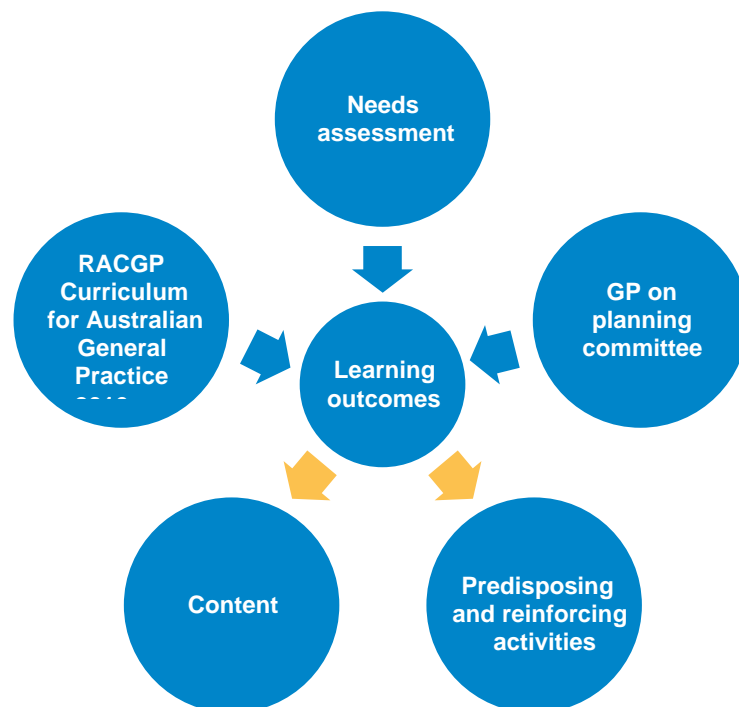 Needs
assessment
RACGP
Curriculum
for Australian
General
Practice
GP on
planning
committee
Learning
outcomes
Content
Predisposing
and reinforcing
activities